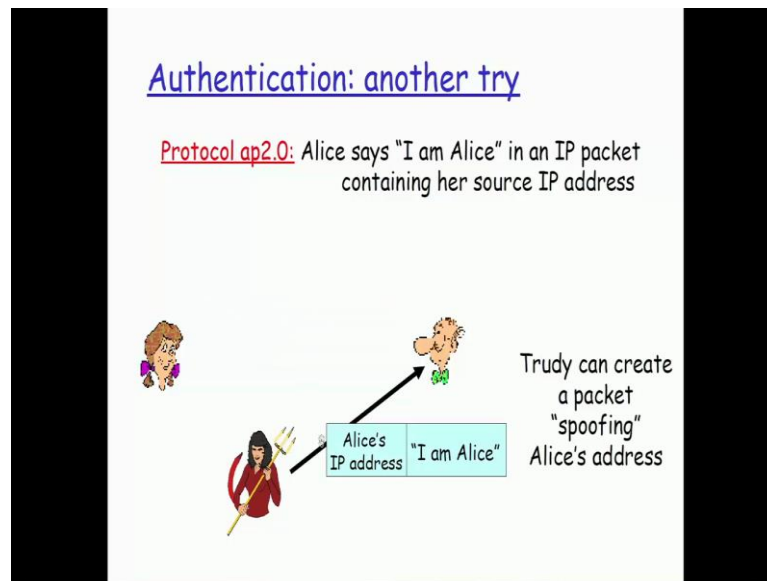 Authentication: another try
Protocol ap2.0: Alice says “I am Alice” in an IP packet
containing her source IP address
Trudy can create
a packet
“spoofing”
Alice’s address
Alice’s
IP address
“I am Alice”